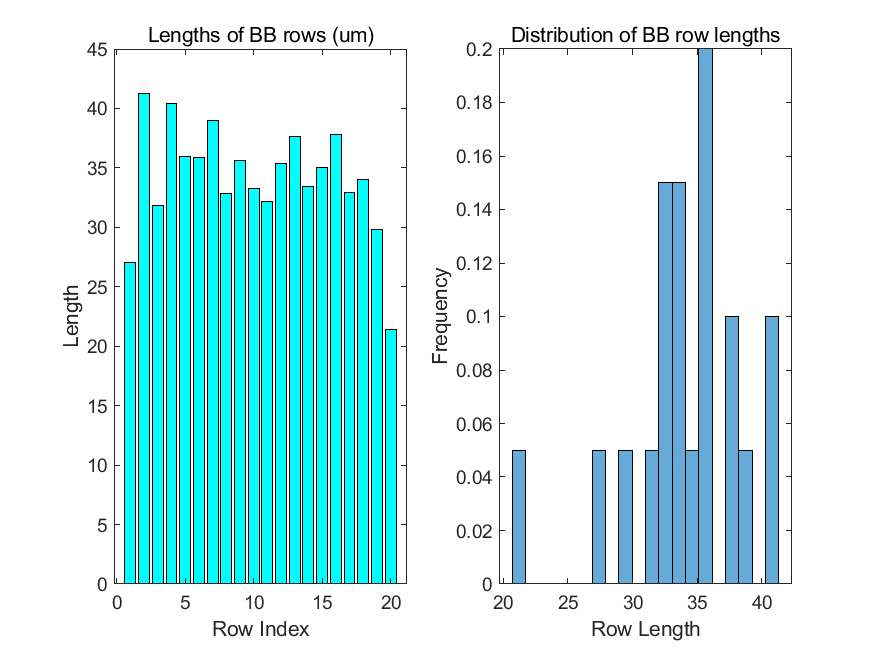 Lengths of BB rows (um)
45
40
35
30
25
20
15
10
5
0
Length
0 5 10 15 20
Row Index
Distribution of BB row lengths
0.2
0.18
0.16
0.14
0.12
0.1
0.08
0.06
0.04
0.02
0
Frequency
20 25 30 35 40
Row Length